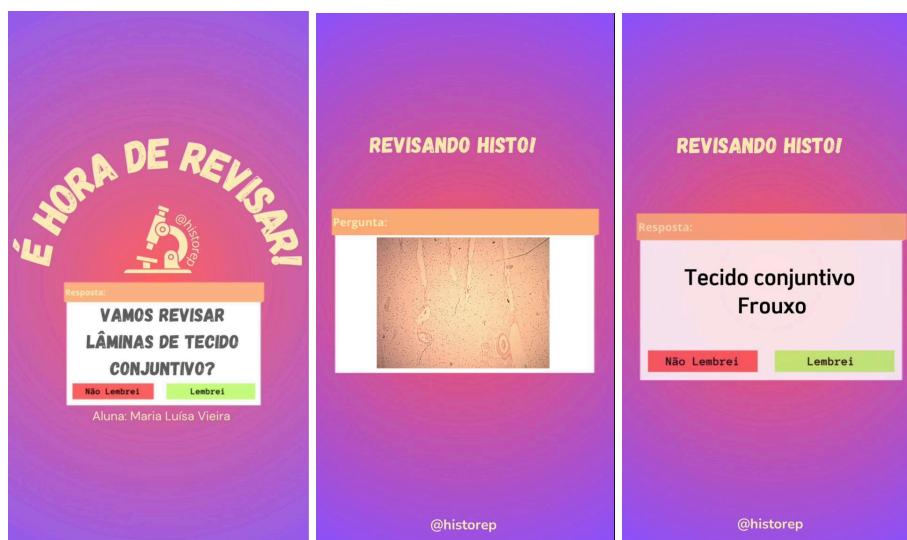 É HORA DE REVISAR!
@historep
Resposta:
VAMOS REVISAR
LÂMINAS DE TECIDO
CONJUNTIVO?
Não Lembrei
Lembrei
Aluna: Maria Luísa Vieira
REVISANDO HISTO!
Pergunta:
@historep
REVISANDO HISTO!
Resposta:
Tecido conjuntivo
Frouxo
Não Lembrei
Lembrei
@historep